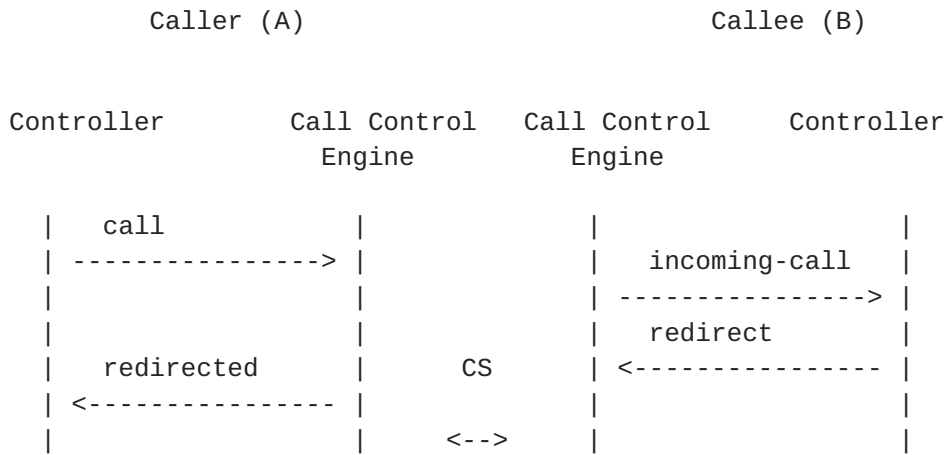 Caller (A) Callee (B)
Controller Call Control Call Control Controller
Engine Engine
| call | | |
| ----------------> | | incoming-call |
| | | ----------------> |
| | | redirect |
| redirected | CS | <---------------- |
| <---------------- | | |
| | <--> | |